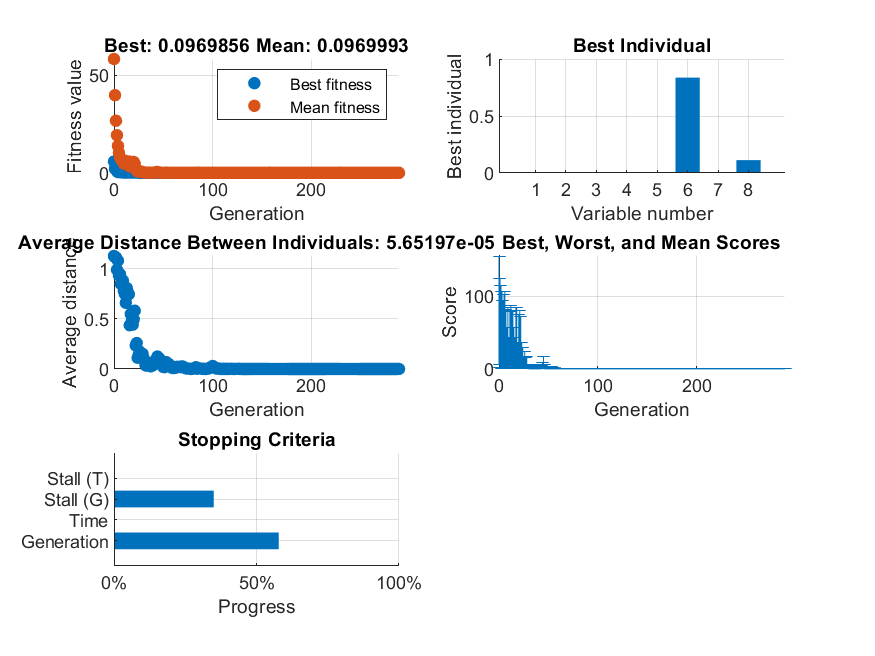 Best: 0.0969856 Mean: 0.0969993
Fitness value
50
0
Best fitness
Mean fitness
0 100 200
Generation
Best Individual
Best individual
1
0.5
0
1 2 3 4 5 6 7 8
Variable number
Average Distance Between Individuals: 5.65197e-05
Average distance
1
0.5
0
0 100 200
Generation
Best, Worst, and Mean Scores
Score
100
0
0 100 200
Generation
Stopping Criteria
Stall (T)
Stall (G)
Time
Generation
0% 50% 100%
Progress